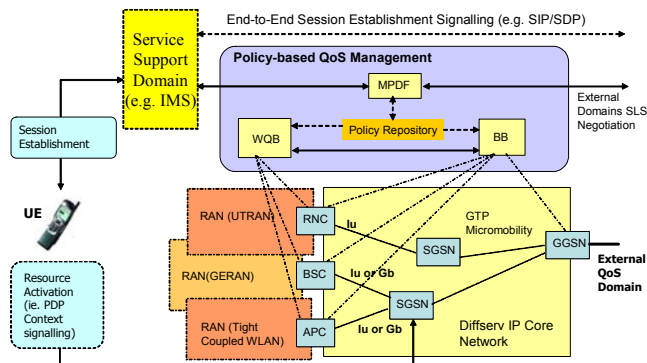 End-to-End Session Establishment Signalling (e.g. SIP/SDP)
Service
Support
Domain
(e.g. IMS)
Policy-based QoS Management
MPDF
External
Domains SLS
Negotiation
WQB
Policy Repository
BB
Session
Establishment
UE
RAN (UTRAN)
RNC
Iu
GTP
Micromobility
SGSN
GGSN
RAN(GERAN)
BSC
Iu or Gb
SGSN
External
QoS
Domain
Resource
Activation
(ie. PDP
Context
signalling)
RAN (Tight
Coupled WLAN)
APC
Iu or Gb
Diffserv IP Core
Network